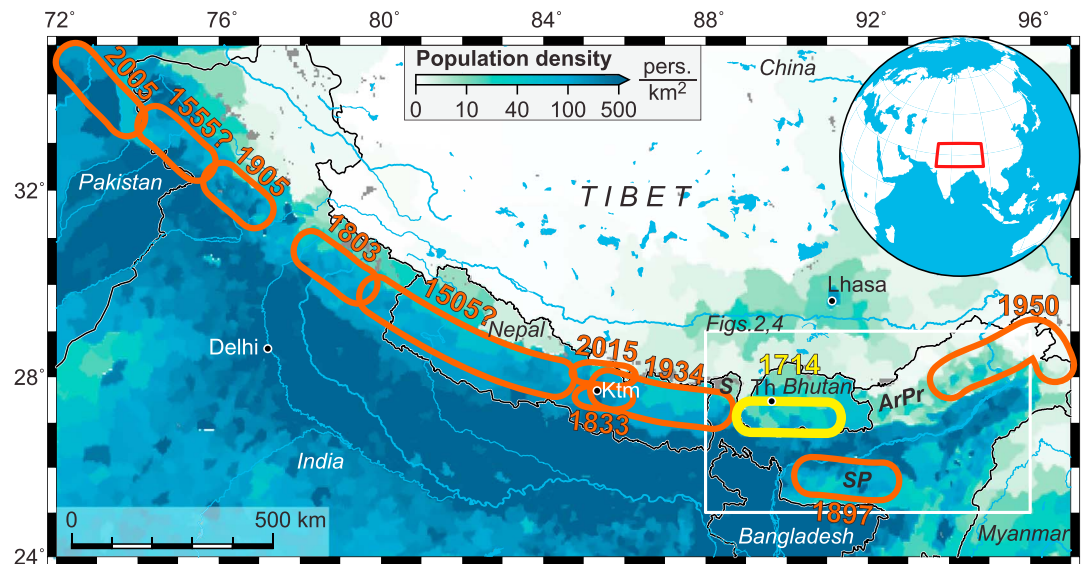 72° 76° 80° 84° 88° 92° 96°
Population density
pers.
km2
0 10 40 100 500
China
2005
1555?
1905
32°
Pakistan
TIBET
1803
1505?
Lhasa
1950
Nepal
Figs.2,4
Delhi
2015
1934
1714
28°
Ktm
S
Th
Bhutan
ArPr
1833
India
SP
1897
0 500 km
Bangladesh
Myanmar
24°